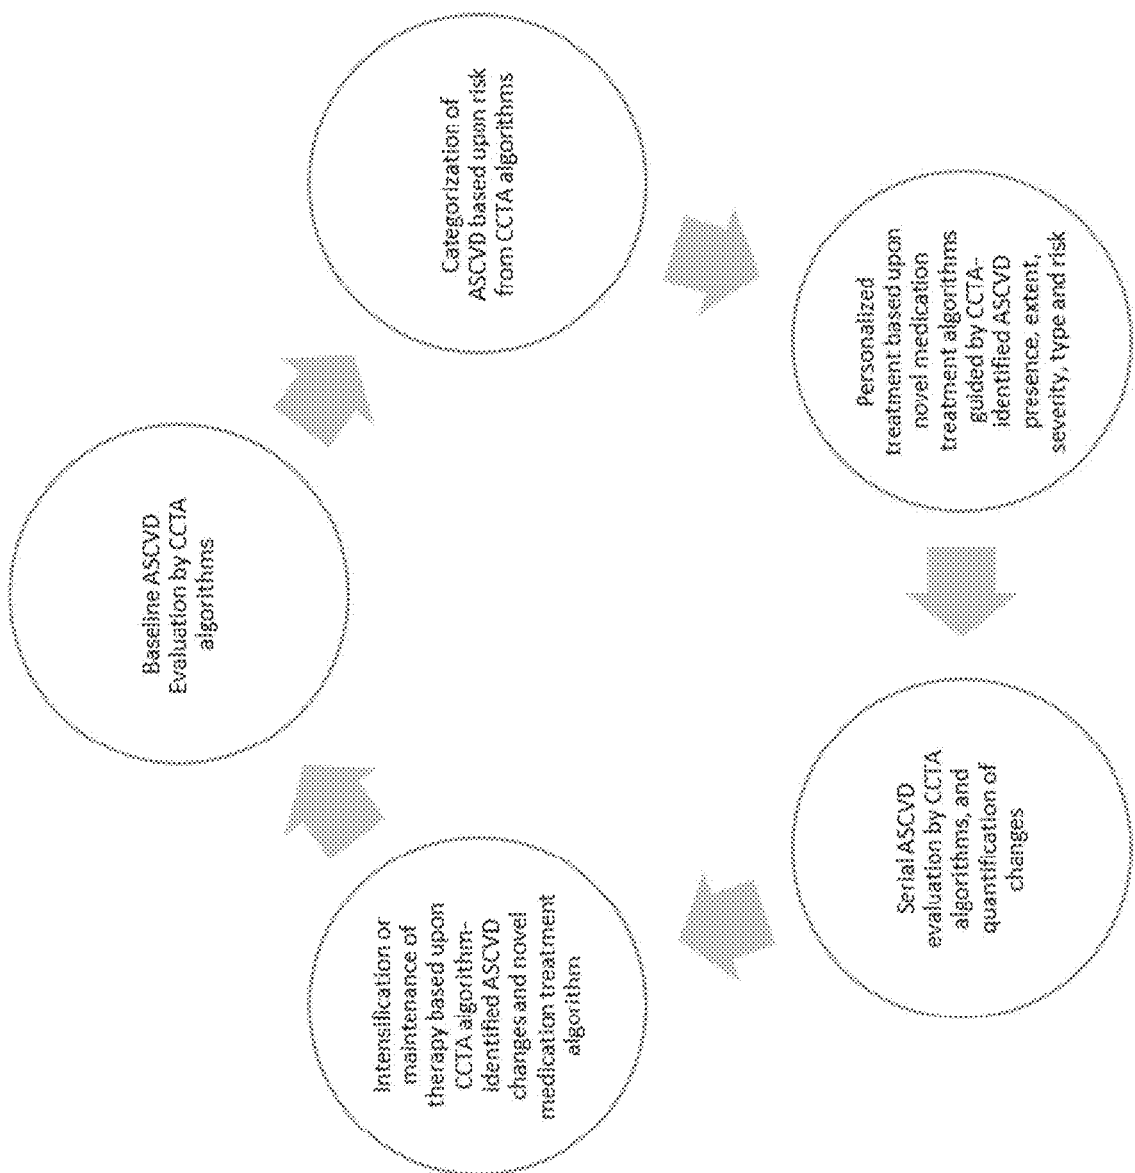 Baseline ASCVD
Evaluation by CCTA
algorithms
Categorization of
ASCVD based upon risk
from CCTA algorithms
Personalized
treatment based upon
novel medication
treatment algorithms
guided by CCTA-
identified ASCVD
presence, extent,
severity, type and risk
Serial ASCVD
evaluation by CCTA
algorithms, and
quantification of
changes
Intensification or
maintenance of
therapy based upon
CCTA algorithm-
identified ASCVD
changes and novel
medication treatment
algorithm